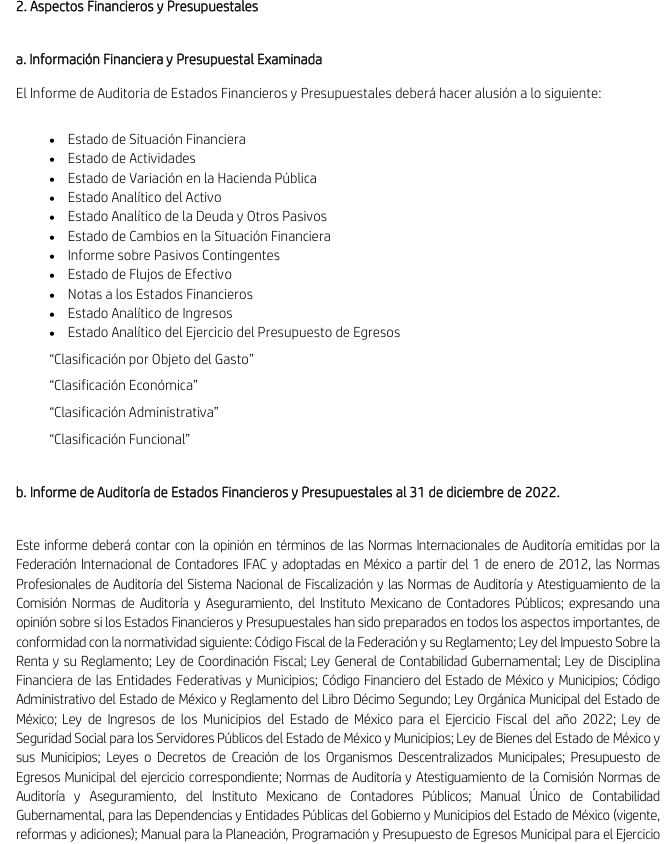 2. Aspectos Financieros y Presupuestales
a. Información Financiera y Presupuestal Examinada
El Informe de Auditoria de Estados Financieros y Presupuestales deberá hacer alusión a lo siguiente:
• Estado de Situación Financiera
• Estado de Actividades
• Estado de Variación en la Hacienda Pública
• Estado Analítico del Activo
• Estado Analítico de la Deuda y Otros Pasivos
• Estado de Cambios en la Situación Financiera
• Informe sobre Pasivos Contingentes
• Estado de Flujos de Efectivo
• Notas a los Estados Financieros
• Estado Analítico de Ingresos
• Estado Analítico del Ejercicio del Presupuesto de Egresos
“Clasificación por Objeto del Gasto”
“Clasificación Económica”
“Clasificación Administrativa”
“Clasificación Funcional”
b. Informe de Auditoría de Estados Financieros y Presupuestales al 31 de diciembre de 2022.
Este informe deberá contar con la opinión en términos de las Normas Internacionales de Auditoría emitidas por la
Federación Internacional de Contadores IFAC y adoptadas en México a partir del 1 de enero de 2012, las Normas
Profesionales de Auditoría del Sistema Nacional de Fiscalización y las Normas de Auditoría y Atestiguamiento de la
Comisión Normas de Auditoría y Aseguramiento, del Instituto Mexicano de Contadores Públicos; expresando una
opinión sobre si los Estados Financieros y Presupuestales han sido preparados en todos los aspectos importantes, de
conformidad con la normatividad siguiente: Código Fiscal de la Federación y su Reglamento; Ley del Impuesto Sobre la
Renta y su Reglamento; Ley de Coordinación Fiscal; Ley General de Contabilidad Gubernamental; Ley de Disciplina
Financiera de las Entidades Federativas y Municipios; Código Financiero del Estado de México y Municipios; Código
Administrativo del Estado de México y Reglamento del Libro Décimo Segundo; Ley Orgánica Municipal del Estado de
México; Ley de Ingresos de los Municipios del Estado de México para el Ejercicio Fiscal del año 2022; Ley de
Seguridad Social para los Servidores Públicos del Estado de México y Municipios; Ley de Bienes del Estado de México y
sus Municipios; Leyes o Decretos de Creación de los Organismos Descentralizados Municipales; Presupuesto de
Egresos Municipal del ejercicio correspondiente; Normas de Auditoría y Atestiguamiento de la Comisión Normas de
Auditoría y Aseguramiento, del Instituto Mexicano de Contadores Públicos; Manual Único de Contabilidad
Gubernamental, para las Dependencias y Entidades Públicas del Gobierno y Municipios del Estado de México (vigente,
reformas y adiciones); Manual para la Planeación, Programación y Presupuesto de Egresos Municipal para el Ejercicio